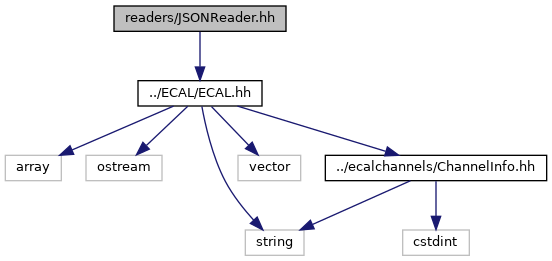 readers/JSONReader.hh
../ECAL/ECAL.hh
array
ostream
vector
../ecalchannels/ChannelInfo.hh
string
cstdint